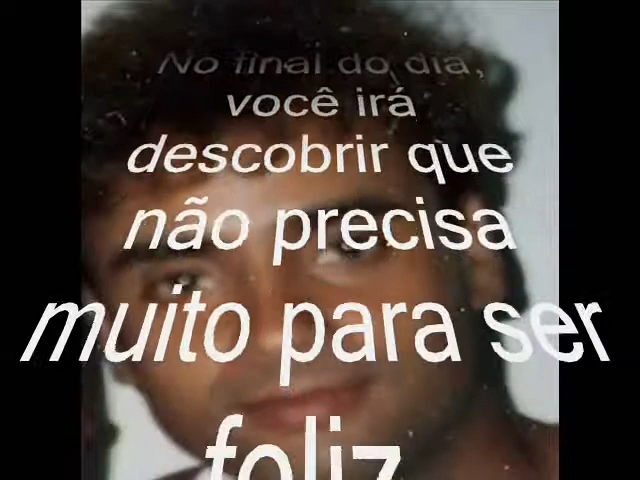 No final do dia,
você irá
descobrir que
não precisa
muito para ser
feliz